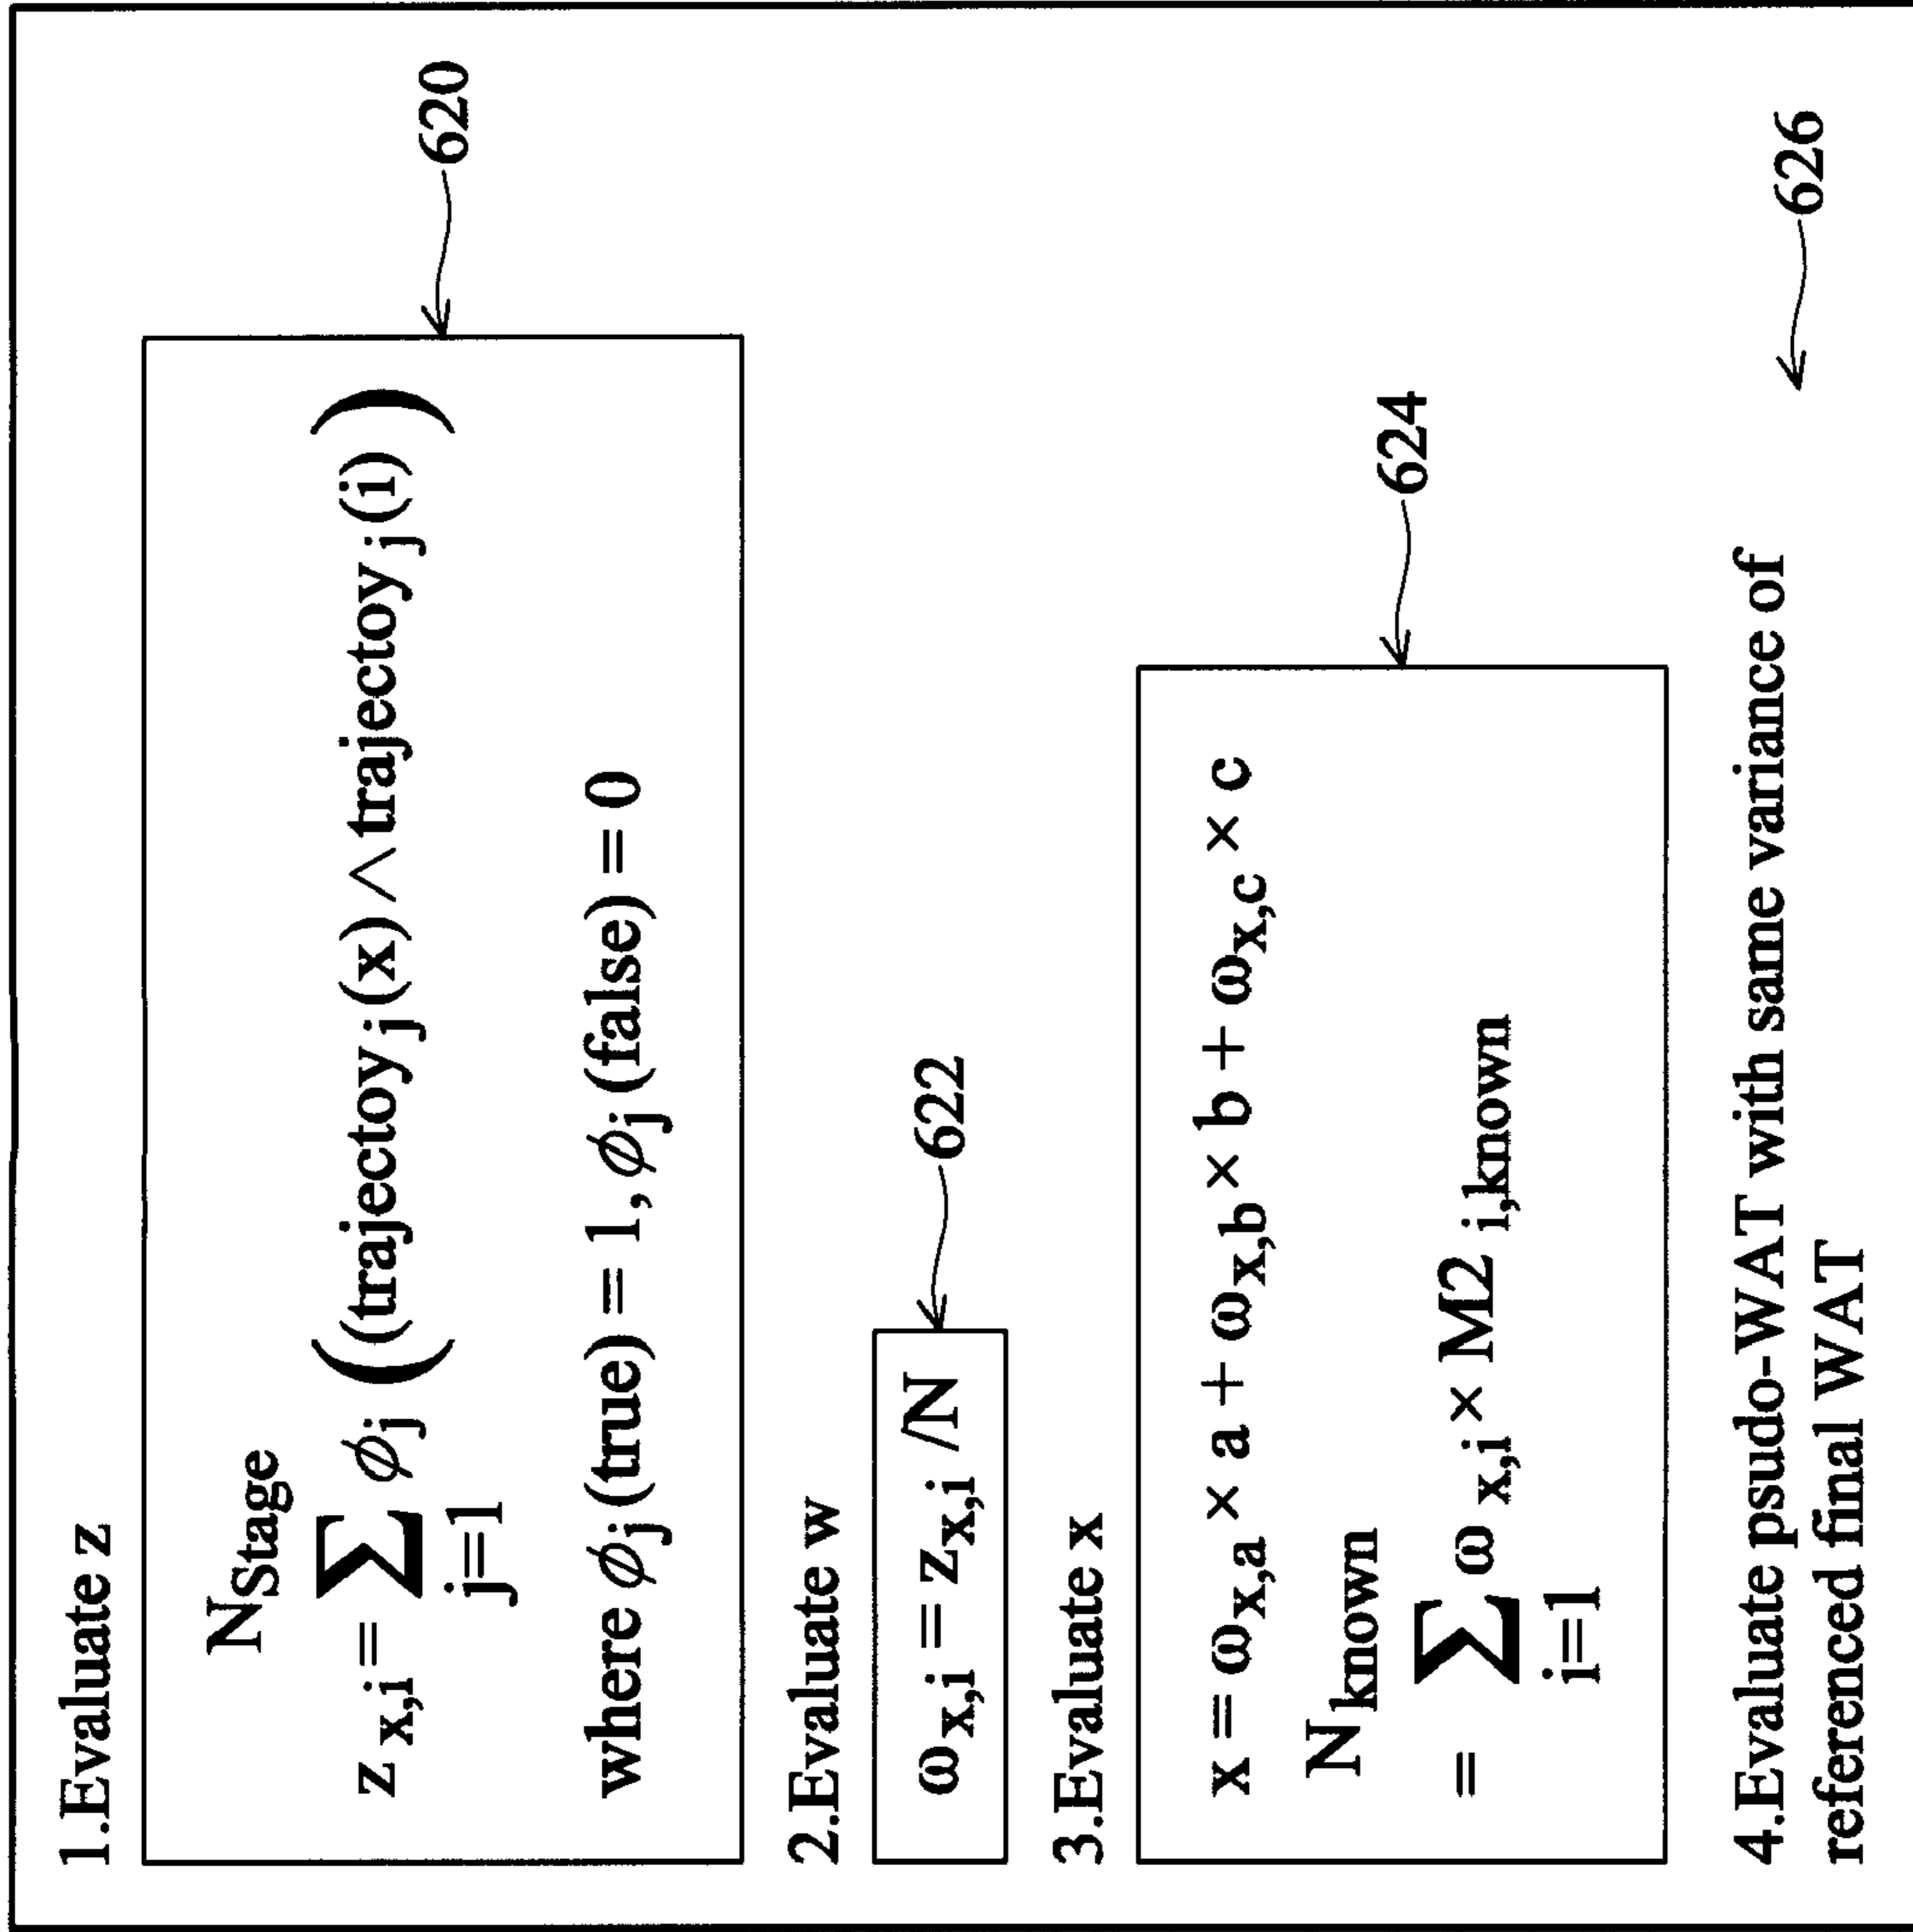 1.Evaluate z
N_Stage
z_x,i = Σ ϕ_j ((trajectoy_j(x) ∧ trajectoy_j(i))
j=1
620
where ϕ_j(true) = 1, ϕ_j(false) = 0
2.Evaluate w
ω_x,i = z_x,i /N
622
3.Evaluate x
x = ω_x,a × a + ω_x,b × b + ω_x,c × c
N_known
= Σ ω_x,i × M2_i,known
i=1
624
4.Evaluate psudo-WAT with same variance of
referenced final WAT
626